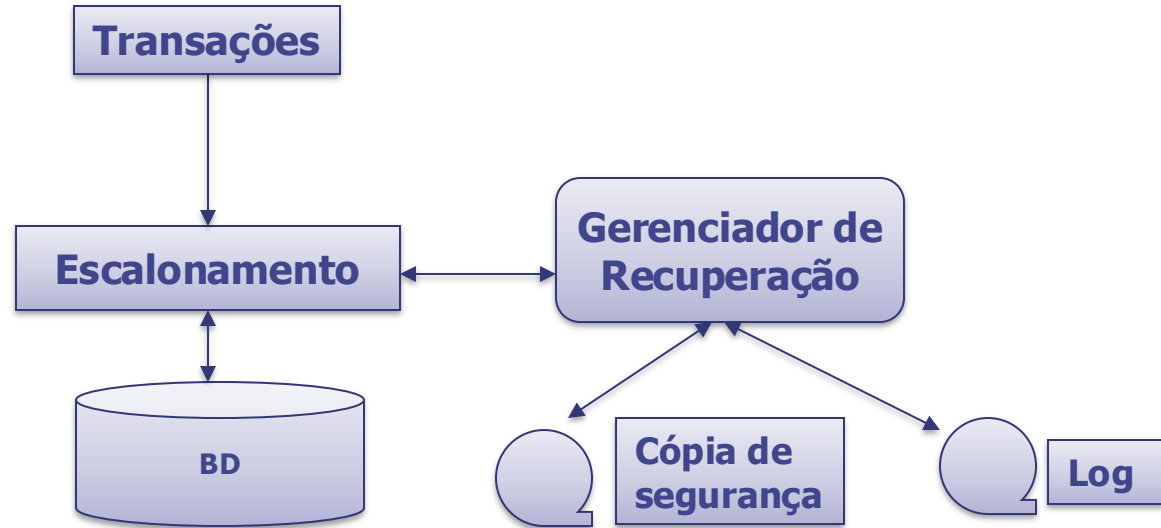 Transações
Escalonamento
Gerenciador de
Recuperação
BD
Cópia de
segurança
Log